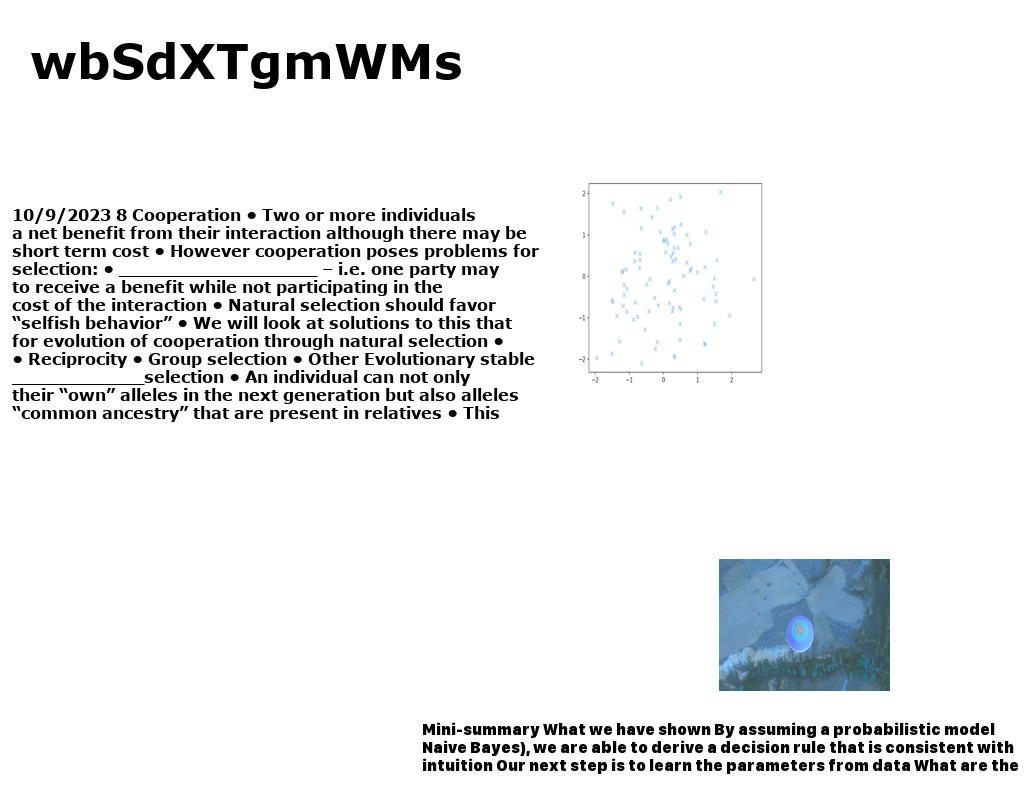 wbSdXTgmWMs
10/9/2023 8 Cooperation • Two or more individuals
a net benefit from their interaction although there may be
short term cost • However cooperation poses problems for
selection: • ________________________ – i.e. one party may
to receive a benefit while not participating in the
cost of the interaction • Natural selection should favor
“selfish behavior” • We will look at solutions to this that
for evolution of cooperation through natural selection •
• Reciprocity • Group selection • Other Evolutionary stable
________________selection • An individual can not only
their “own” alleles in the next generation but also alleles
“common ancestry” that are present in relatives • This
2
1
0
−1
−2
−2 −1 0 1 2
Mini-summary What we have shown By assuming a probabilistic model
Naive Bayes), we are able to derive a decision rule that is consistent with
intuition Our next step is to learn the parameters from data What are the